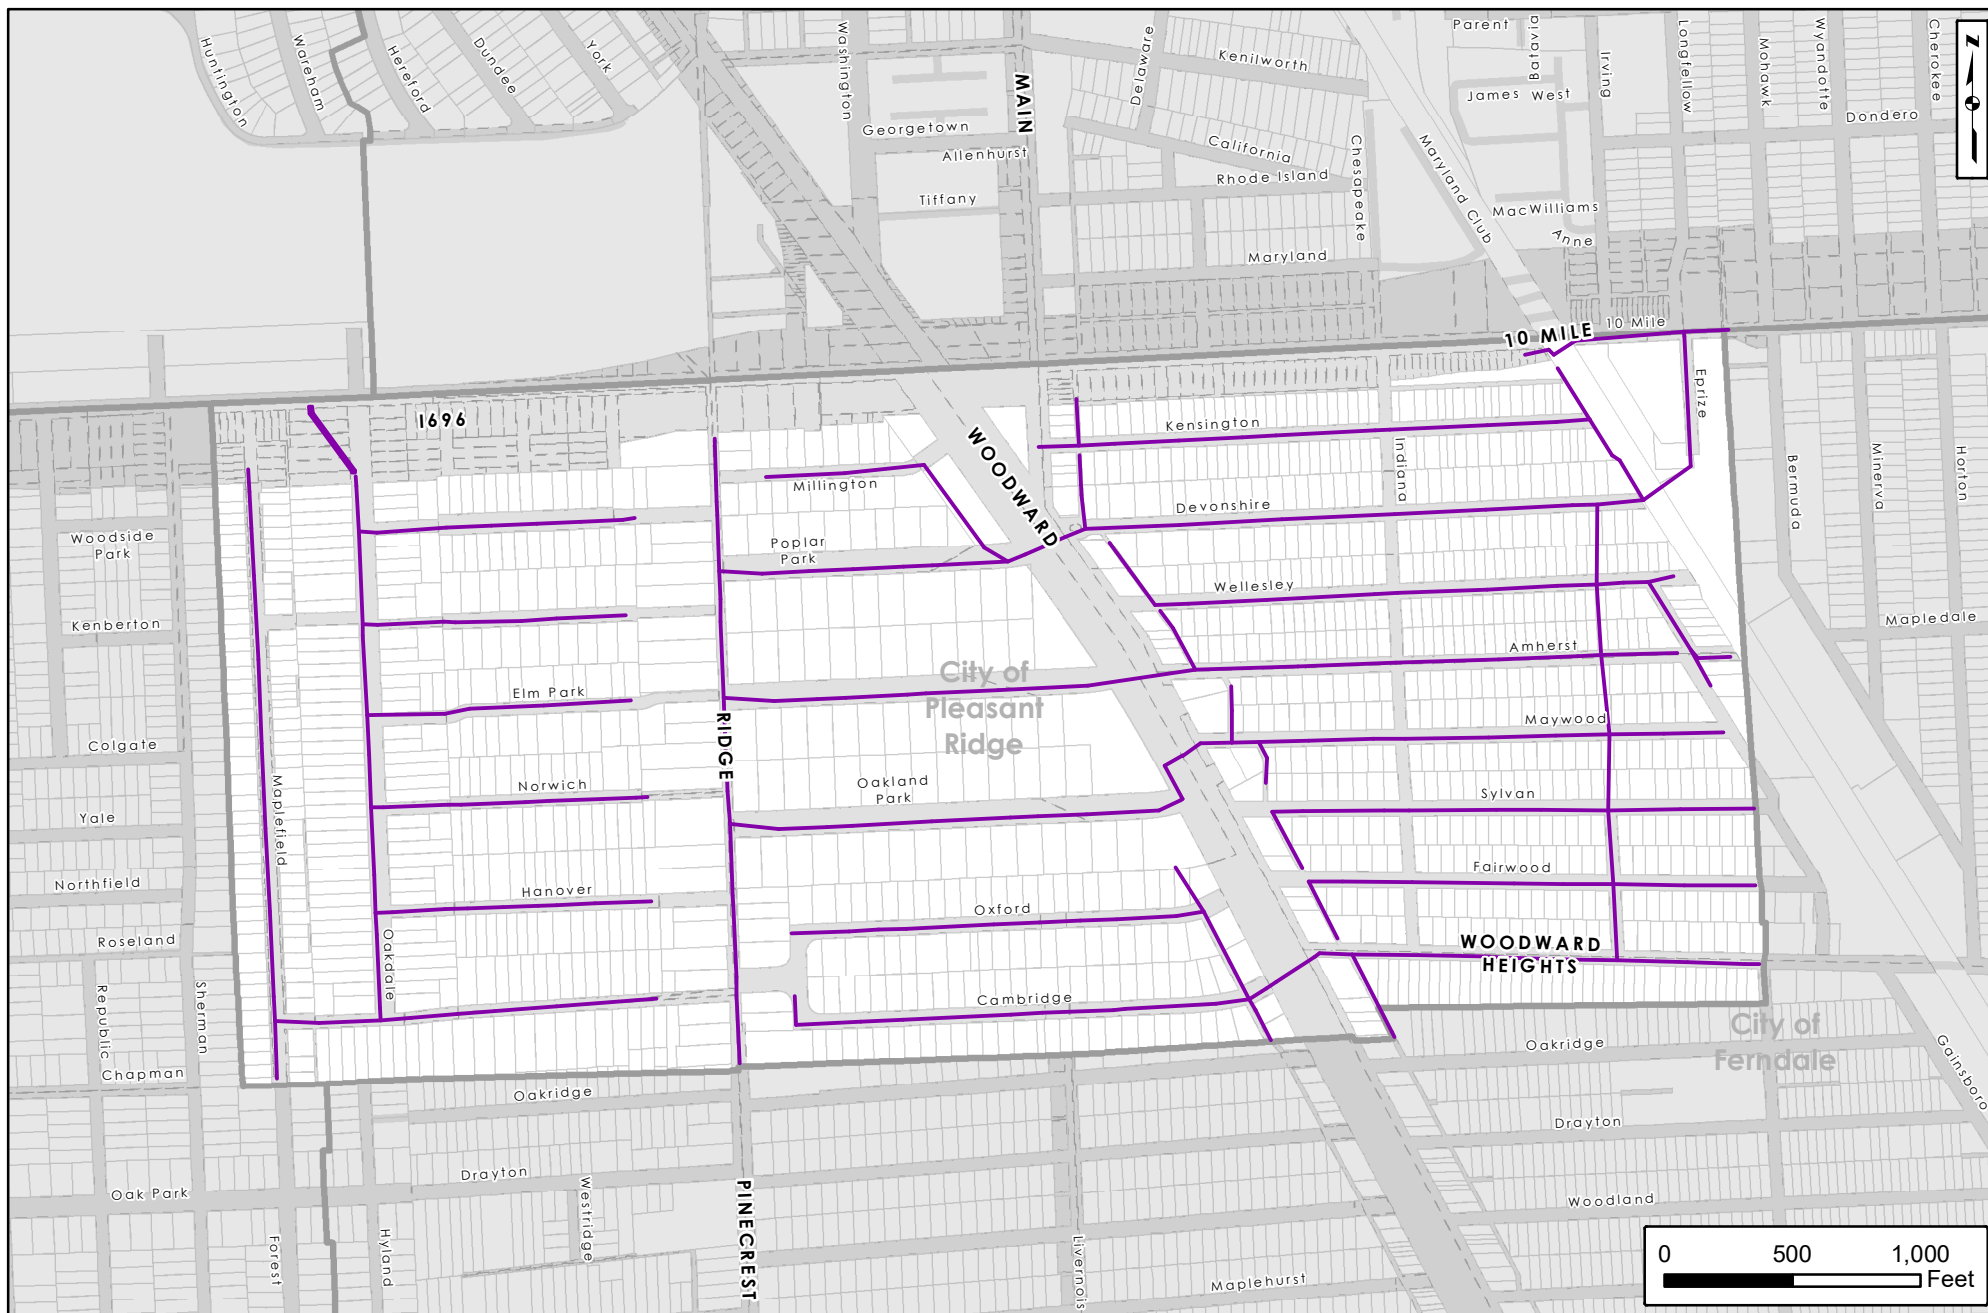 Huntington
Wareham
Hereford
Dundee
York
Washington
MAIN
Delaware
Kenilworth
Parent
Batavia
Irving
Longfellow
Mohawk
Wyandotte
Cherokee
N
James
West
Dondero
Georgetown
Allenhurst
California
Chesapeake
Maryland Club
Rhode Island
Tiffany
MacWilliams
Anne
Maryland
10 MILE
10 Mile
I696
WOODWARD
Kensington
Indiana
Eprize
Bermuda
Minerva
Horton
Millington
Devonshire
Woodside
Park
Poplar
Park
Wellesley
Kenberton
Mapledale
Amherst
City of
Pleasant
Ridge
Elm Park
RIDGE
Maywood
Colgate
Maplefield
Norwich
Oakland
Park
Sylvan
Yale
Northfield
Hanover
Fairwood
Oxford
Roseland
Oakdale
WOODWARD
HEIGHTS
Republic
Sherman
Cambridge
City of
Ferndale
Chapman
Oakridge
Oakridge
Gainsboro
Drayton
Drayton
Oak Park
Westridge
PINECREST
Woodland
Forest
Hyland
Livernois
Maplehurst
0 500 1,000
Feet